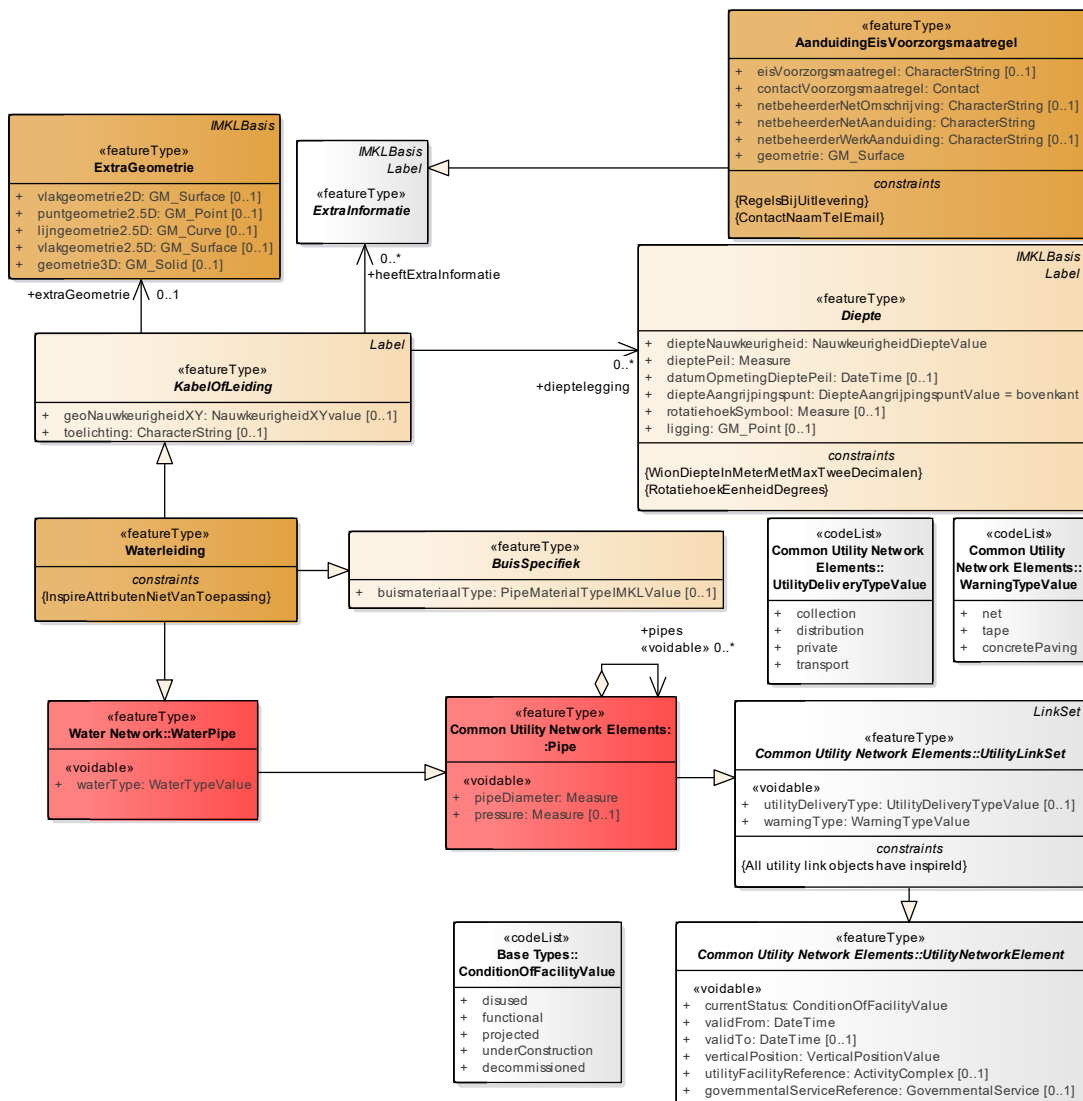 «featureType»
AanduidingEisVoorzorgsmaatregel
+ eisVoorzorgsmaatregel: CharacterString [0..1]
+ contactVoorzorgsmaatregel: Contact
+ netbeheerderNetOmschrijving: CharacterString [0..1]
+ netbeheerderNetAanduiding: CharacterString
+ netbeheerderWerkAanduiding: CharacterString [0..1]
+ geometrie: GM_Surface
constraints
{RegelsBijUitlevering}
{ContactNaamTelEmail}
IMKLBasis
«featureType»
ExtraGeometrie
+ vlakgeometrie2D: GM_Surface [0..1]
+ puntgeometrie2.5D: GM_Point [0..1]
+ lijngeometrie2.5D: GM_Curve [0..1]
+ vlakgeometrie2.5D: GM_Surface [0..1]
+ geometrie3D: GM_Solid [0..1]
IMKLBasis
Label
«featureType»
ExtraInformatie
+extraGeometrie 0..1
0..*
+heeftExtraInformatie
IMKLBasis
Label
«featureType»
Diepte
+ diepteNauwkeurigheid: NauwkeurigheidDiepteValue
+ dieptePeil: Measure
+ datumOpmetingDieptePeil: DateTime [0..1]
+ diepteAangrijpingspunt: DiepteAangrijpingspuntValue = bovenkant
+ rotatiehoekSymbool: Measure [0..1]
+ ligging: GM_Point [0..1]
constraints
{WionDiepteInMeterMetMaxTweeDecimalen}
{RotatiehoekEenheidDegrees}
Label
«featureType»
KabelOfLeiding
+ geoNauwkeurigheidXY: NauwkeurigheidXYvalue [0..1]
+ toelichting: CharacterString [0..1]
0..*
+dieptelegging
«featureType»
Waterleiding
constraints
{InspireAttributenNietVanToepassing}
«featureType»
BuisSpecifiek
+ buismateriaalType: PipeMaterialTypeIMKLValue [0..1]
«codeList»
Common Utility Network
Elements::
UtilityDeliveryTypeValue
+ collection
+ distribution
+ private
+ transport
«codeList»
Common Utility
Network Elements::
WarningTypeValue
+ net
+ tape
+ concretePaving
+pipes
«voidable» 0..*
«featureType»
Water Network::WaterPipe
«voidable»
+ waterType: WaterTypeValue
«featureType»
Common Utility Network Elements:
:Pipe
«voidable»
+ pipeDiameter: Measure
+ pressure: Measure [0..1]
LinkSet
«featureType»
Common Utility Network Elements::UtilityLinkSet
«voidable»
+ utilityDeliveryType: UtilityDeliveryTypeValue [0..1]
+ warningType: WarningTypeValue
constraints
{All utility link objects have inspireId}
«codeList»
Base Types::
ConditionOfFacilityValue
+ disused
+ functional
+ projected
+ underConstruction
+ decommissioned
«featureType»
Common Utility Network Elements::UtilityNetworkElement
«voidable»
+ currentStatus: ConditionOfFacilityValue
+ validFrom: DateTime
+ validTo: DateTime [0..1]
+ verticalPosition: VerticalPositionValue
+ utilityFacilityReference: ActivityComplex [0..1]
+ governmentalServiceReference: GovernmentalService [0..1]